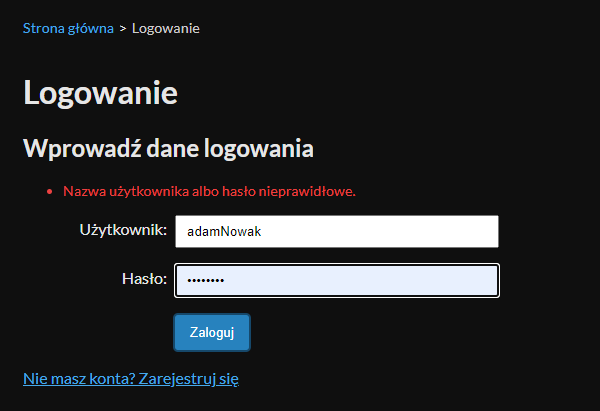 Strona główna > Logowanie
Logowanie
Wprowadź dane logowania
• Nazwa użytkownika albo hasło nieprawidłowe.
Użytkownik: adamNowak
Hasło: ••••••••
Zaloguj
Nie masz konta? Zarejestruj się